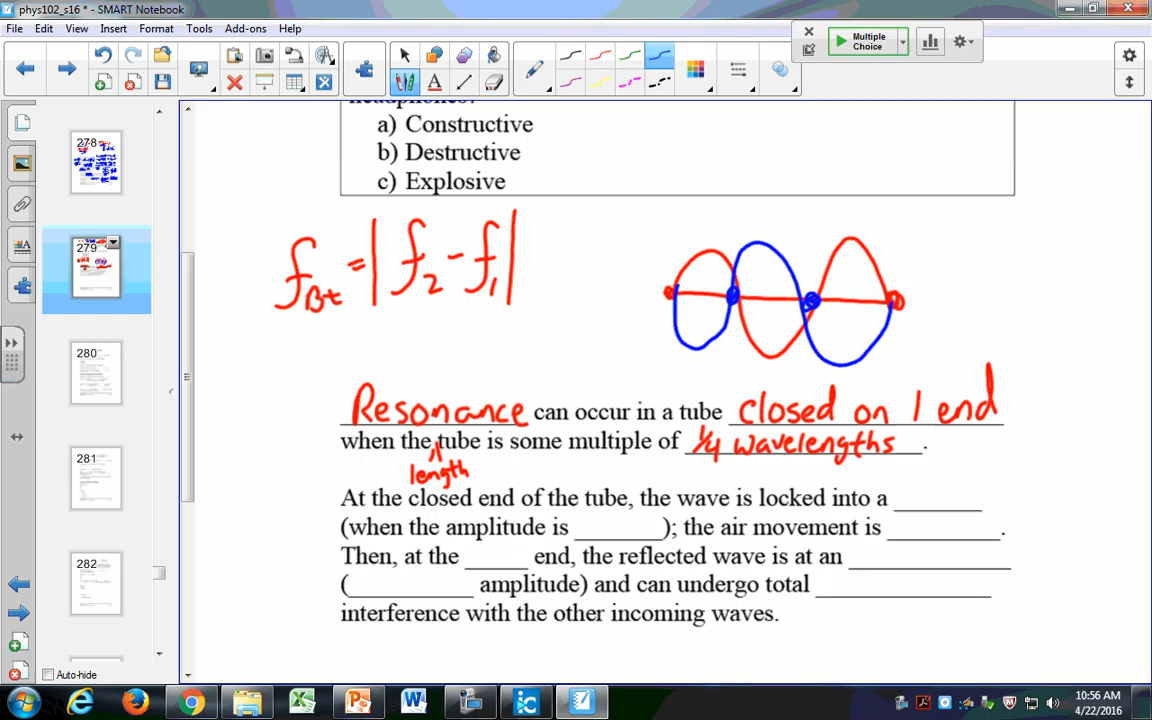 phys102_s16 * - SMART Notebook
File Edit View Insert Format Tools Add-ons Help
Multiple
Choice
278
279
280
281
282
Auto-hide
a) Constructive
b) Destructive
c) Explosive
fBt = | f2 - f1 |
Resonance can occur in a tube closed on 1 end
when the tube is some multiple of 1/4 wavelengths.
length
At the closed end of the tube, the wave is locked into a ________
(when the amplitude is ________); the air movement is __________.
Then, at the ______ end, the reflected wave is at an _______________
(___________ amplitude) and can undergo total ________________
interference with the other incoming waves.
10:56 AM
4/22/2016